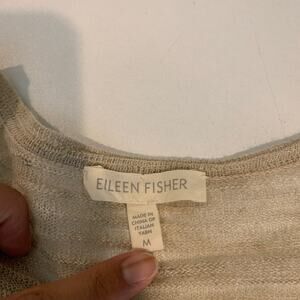 EILEEN FISHER
MADE IN
CHINA OF
ITALIAN
YARN
M